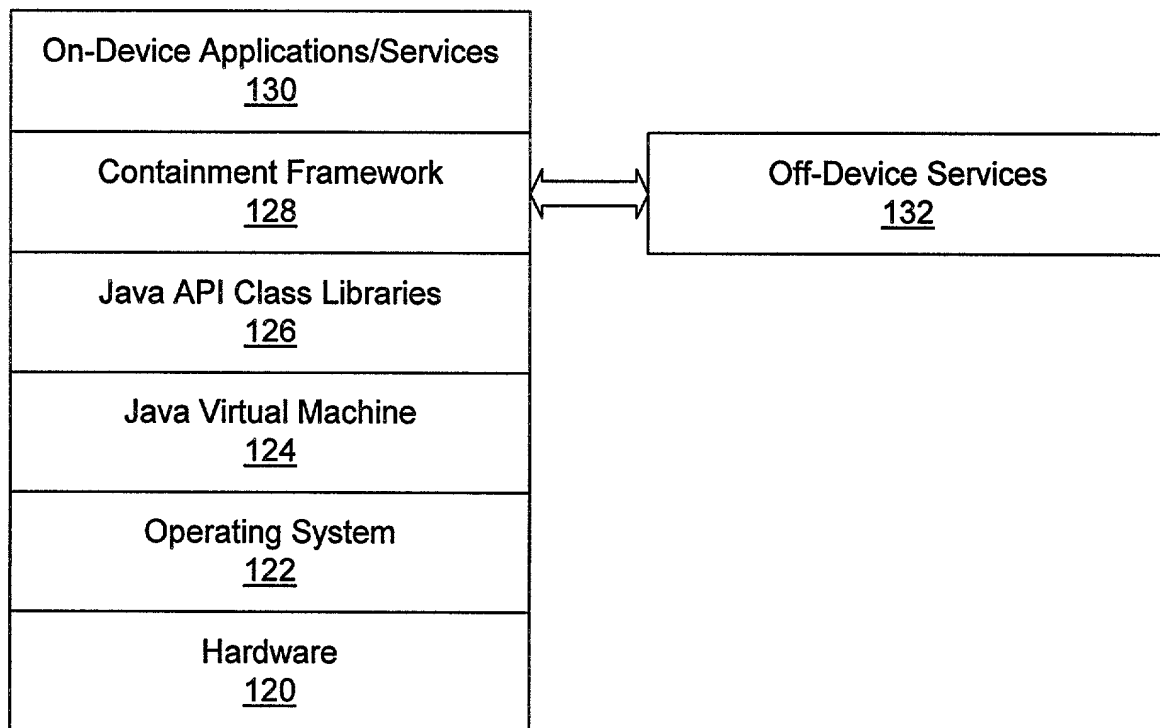 On-Device Applications/Services
130
Containment Framework
128
Off-Device Services
132
Java API Class Libraries
126
Java Virtual Machine
124
Operating System
122
Hardware
120